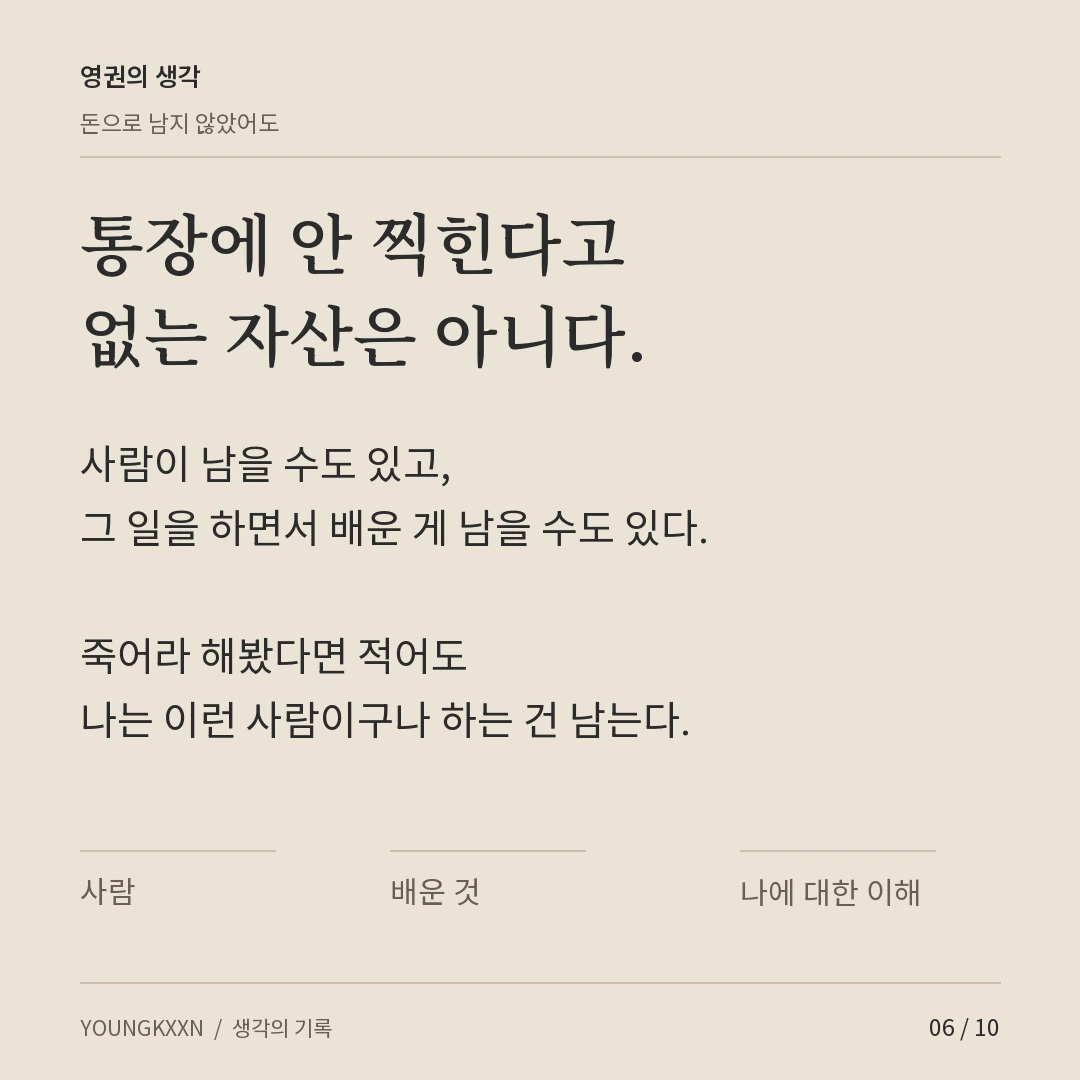 영권의 생각
돈으로 남지 않았어도
통장에 안 찍힌다고
없는 자산은 아니다.
사람이 남을 수도 있고,
그 일을 하면서 배운 게 남을 수도 있다.
죽어라 해봤다면 적어도
나는 이런 사람이구나 하는 건 남는다.
사람
배운 것
나에 대한 이해
YOUNGKXXN / 생각의 기록
06 / 10